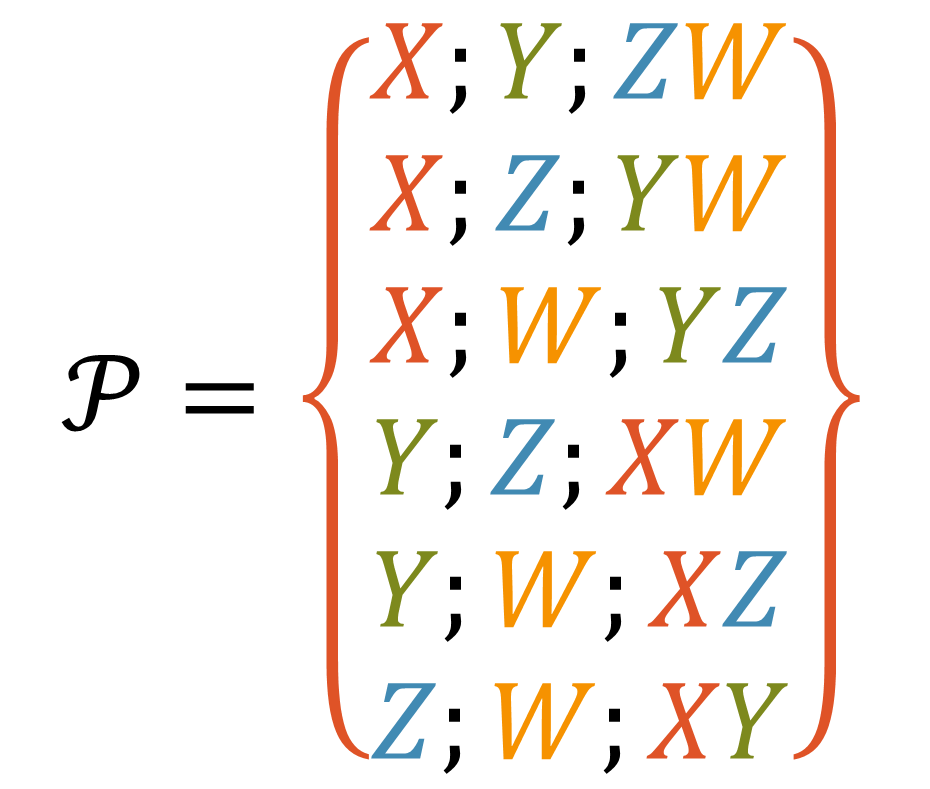 X; Y; ZW
X; Z; YW
X; W; YZ
𝒫 =
Y; Z; XW
Y; W; XZ
Z; W; XY